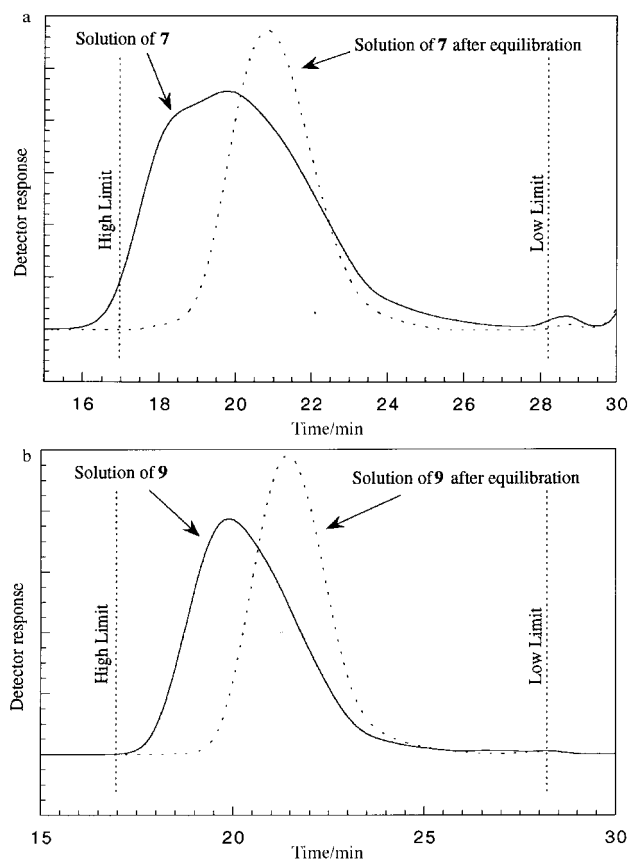 a
Solution of 7
Solution of 7 after equilibration
High Limit
Low Limit
Detector response
16 18 20 22 24 26 28 30
Time/min
b
Solution of 9
Solution of 9 after equilibration
High Limit
Low Limit
Detector response
15 20 25 30
Time/min